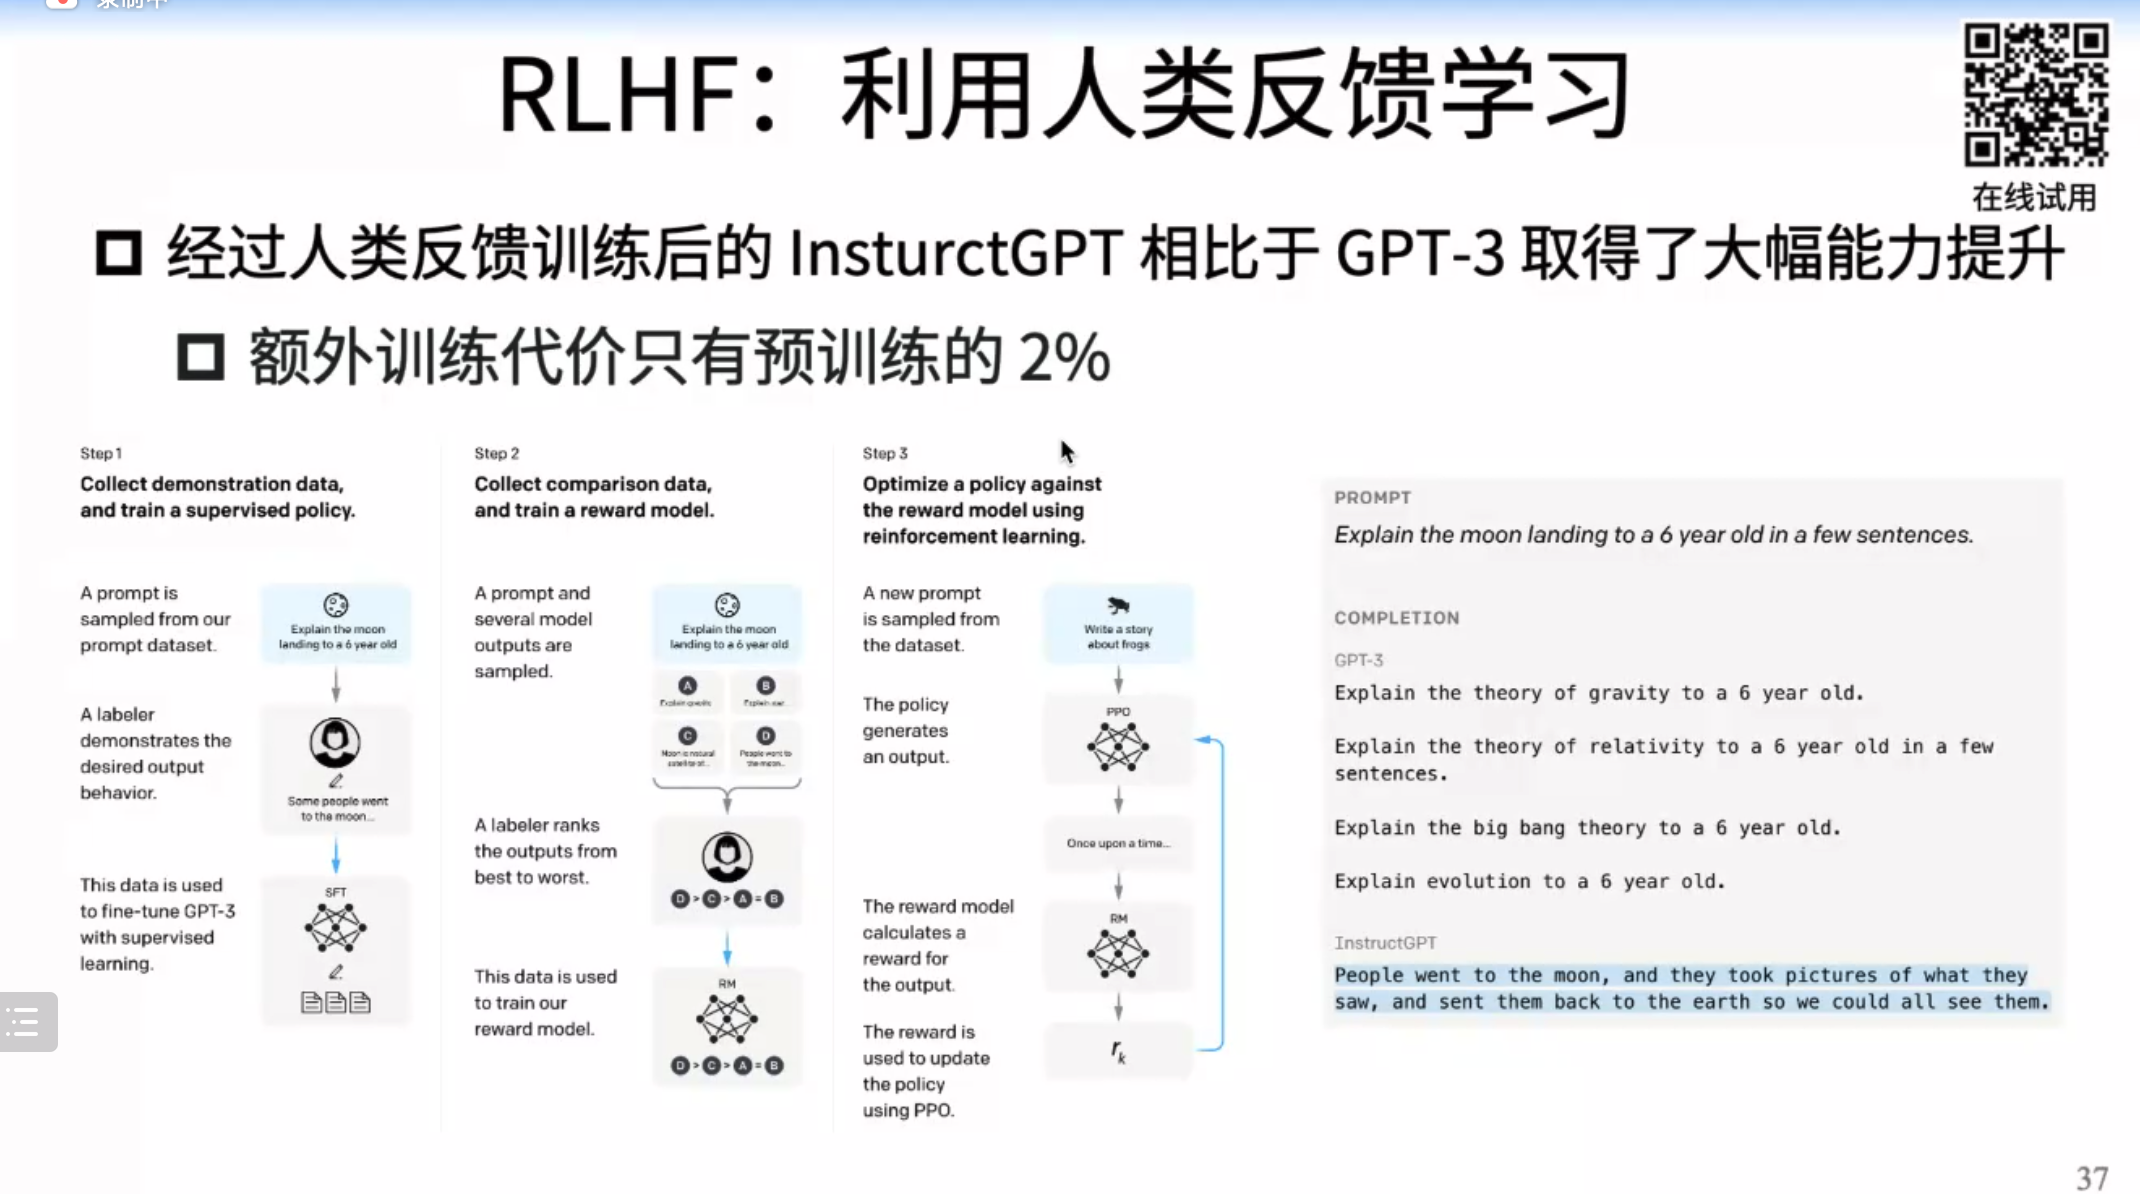 录制中
RLHF：利用人类反馈学习
在线试用
经过人类反馈训练后的 InsturctGPT 相比于 GPT-3 取得了大幅能力提升
额外训练代价只有预训练的 2%
Step 1
Collect demonstration data,
and train a supervised policy.
A prompt is
sampled from our
prompt dataset.
Explain the moon
landing to a 6 year old
A labeler
demonstrates the
desired output
behavior.
Some people went
to the moon...
This data is used
to fine-tune GPT-3
with supervised
learning.
SFT
Step 2
Collect comparison data,
and train a reward model.
A prompt and
several model
outputs are
sampled.
Explain the moon
landing to a 6 year old
A
Explain gravity...
B
Explain war...
C
Moon is natural
satellite of...
D
People went to
the moon...
A labeler ranks
the outputs from
best to worst.
D > C > A = B
This data is used
to train our
reward model.
RM
D > C > A = B
Step 3
Optimize a policy against
the reward model using
reinforcement learning.
A new prompt
is sampled from
the dataset.
Write a story
about frogs
The policy
generates
an output.
PPO
Once upon a time...
The reward model
calculates a
reward for
the output.
RM
The reward is
used to update
the policy
using PPO.
rk
PROMPT
Explain the moon landing to a 6 year old in a few sentences.
COMPLETION
GPT-3
Explain the theory of gravity to a 6 year old.
Explain the theory of relativity to a 6 year old in a few
sentences.
Explain the big bang theory to a 6 year old.
Explain evolution to a 6 year old.
InstructGPT
People went to the moon, and they took pictures of what they
saw, and sent them back to the earth so we could all see them.
37